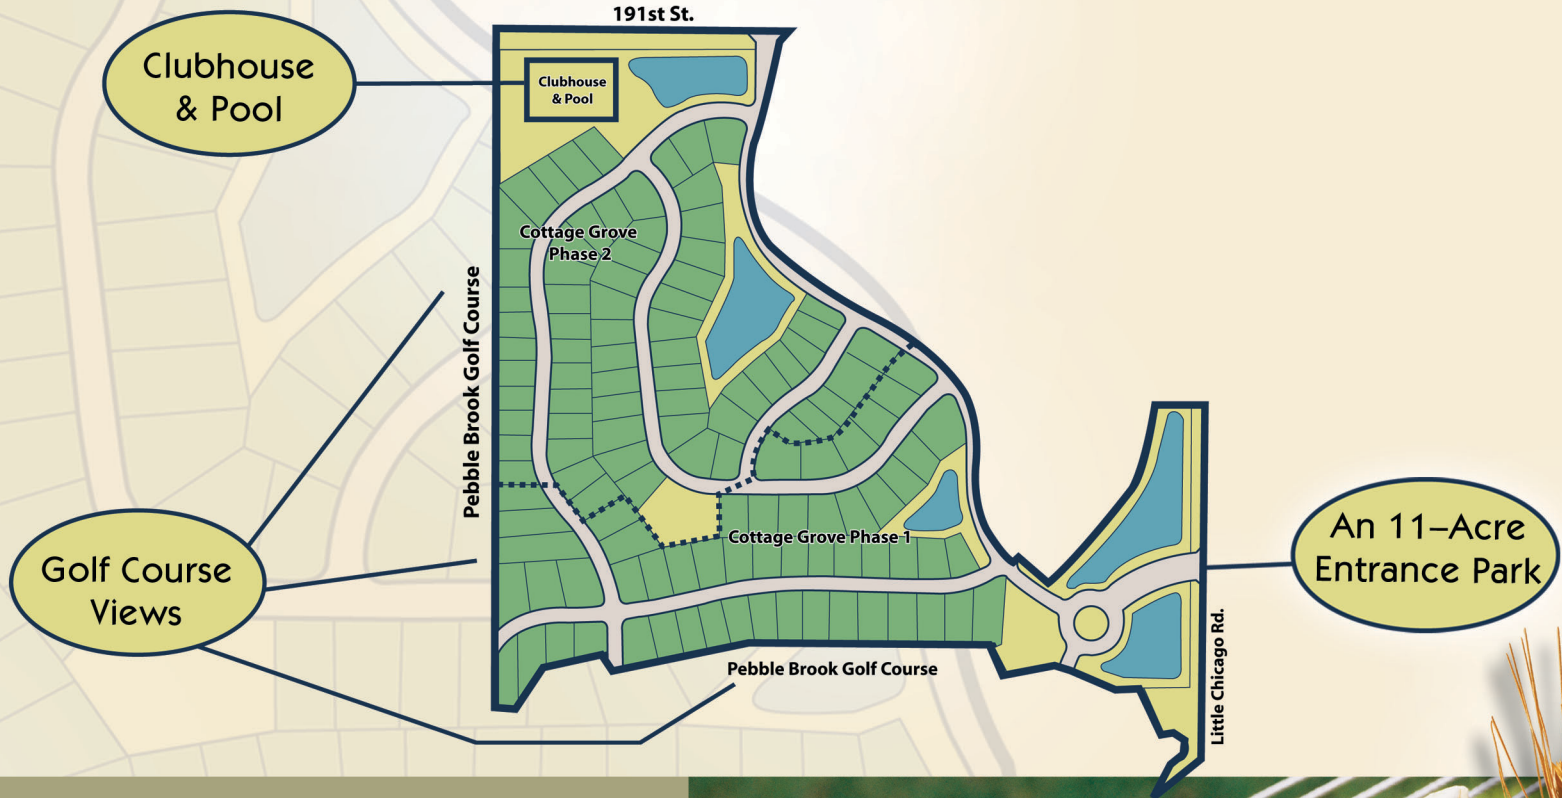 191st St.
Clubhouse
& Pool
Clubhouse
& Pool
Cottage Grove
Phase 2
Pebble Brook Golf Course
Cottage Grove Phase 1
An 11–Acre
Entrance Park
Golf Course
Views
Pebble Brook Golf Course
Little Chicago Rd.